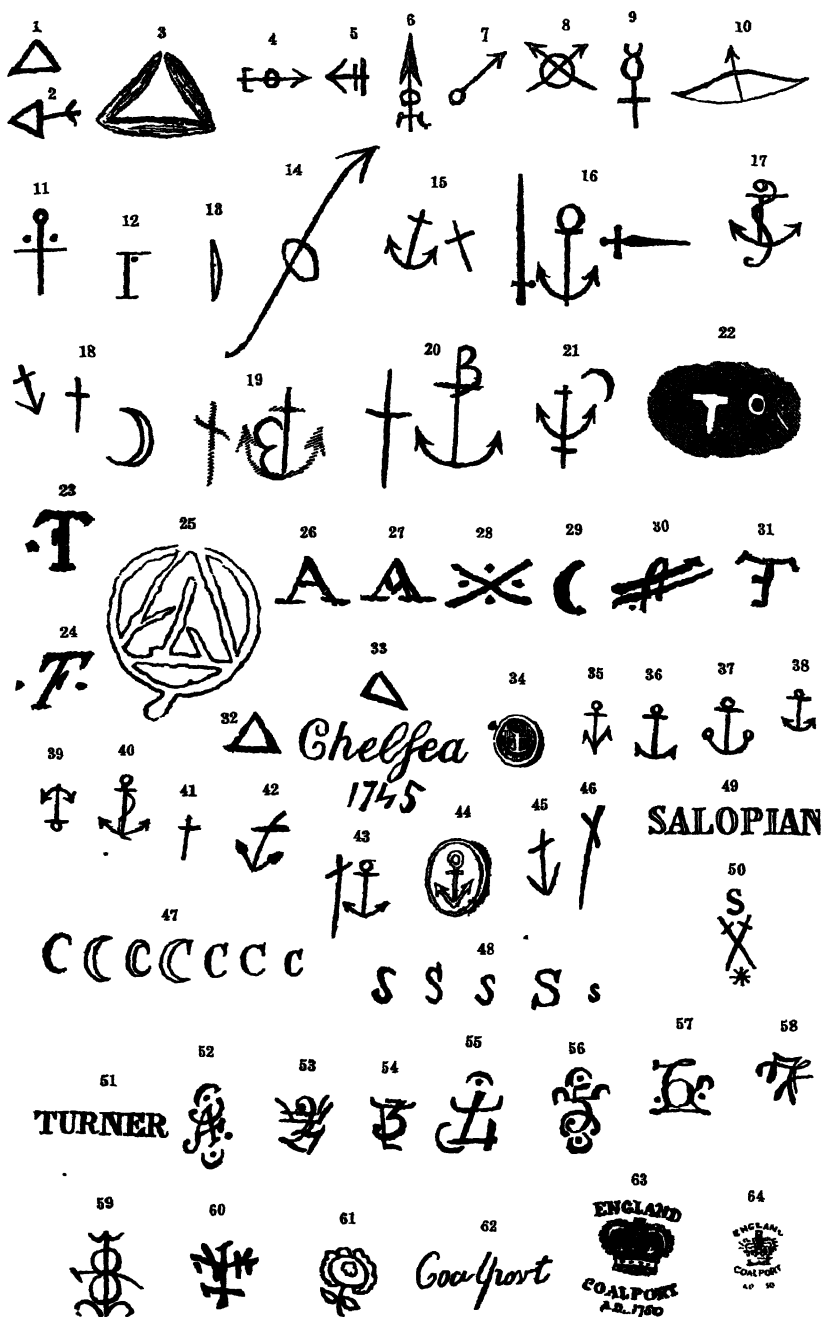 1 3 4 5 6 7 8 9 10
2
11 12 13 14 15 16 17
18 19 20 B 21 22
T
23
T
24
T
25 26 27 28 29 30 31
A
32 33 34 35 36 37 38
Chelsea
1745
I
39 40 41 42 43 44 45 46
47
C C C C C C C
48
S S S S s
49
SALOPIAN
50
S
51
TURNER
52 53 54 55 56 57 58
59 60 61
62
Coalport
63
ENGLAND
COALPORT
A.D. 1750
64
ENGLAND
COALPORT